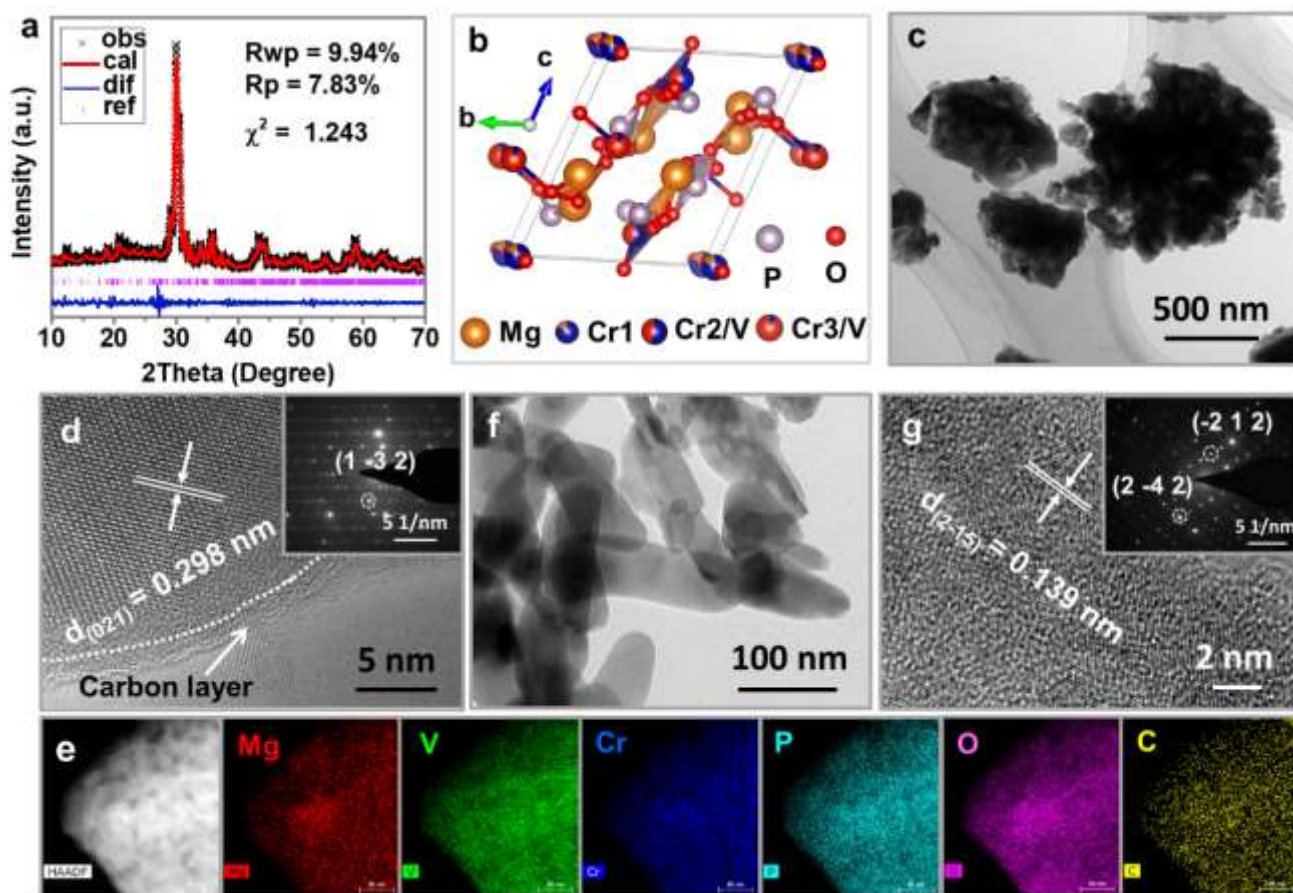 a
obs
cal
dif
ref
Rwp = 9.94%
Rp = 7.83%
χ² = 1.243
Intensity (a.u.)
10 20 30 40 50 60 70
2Theta (Degree)
b
c
b
P O
Mg Cr1 Cr2/V Cr3/V
c
500 nm
d
(1 -3 2)
5 1/nm
d(021) = 0.298 nm
Carbon layer
5 nm
f
100 nm
g
(-2 1 2)
(2 -4 2)
5 1/nm
d(2-15) = 0.139 nm
2 nm
e Mg V Cr P O C
HAADF Mg V Cr P C